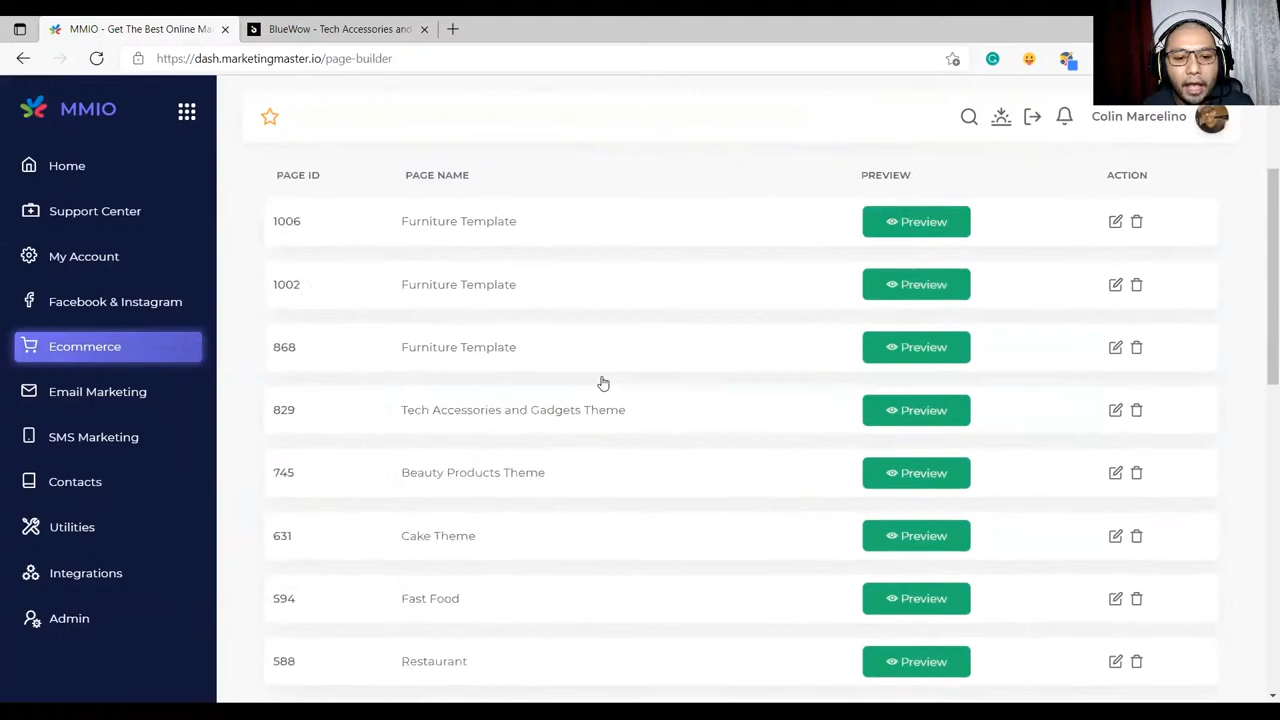 MMIO - Get The Best Online Ma
BlueWow - Tech Accessories and
https://dash.marketingmaster.io/page-builder
MMIO
Colin Marcelino
Home
Support Center
My Account
Facebook & Instagram
Ecommerce
Email Marketing
SMS Marketing
Contacts
Utilities
Integrations
Admin
PAGE ID PAGE NAME PREVIEW ACTION
1006 Furniture Template Preview
1002 Furniture Template Preview
868 Furniture Template Preview
829 Tech Accessories and Gadgets Theme Preview
745 Beauty Products Theme Preview
631 Cake Theme Preview
594 Fast Food Preview
588 Restaurant Preview